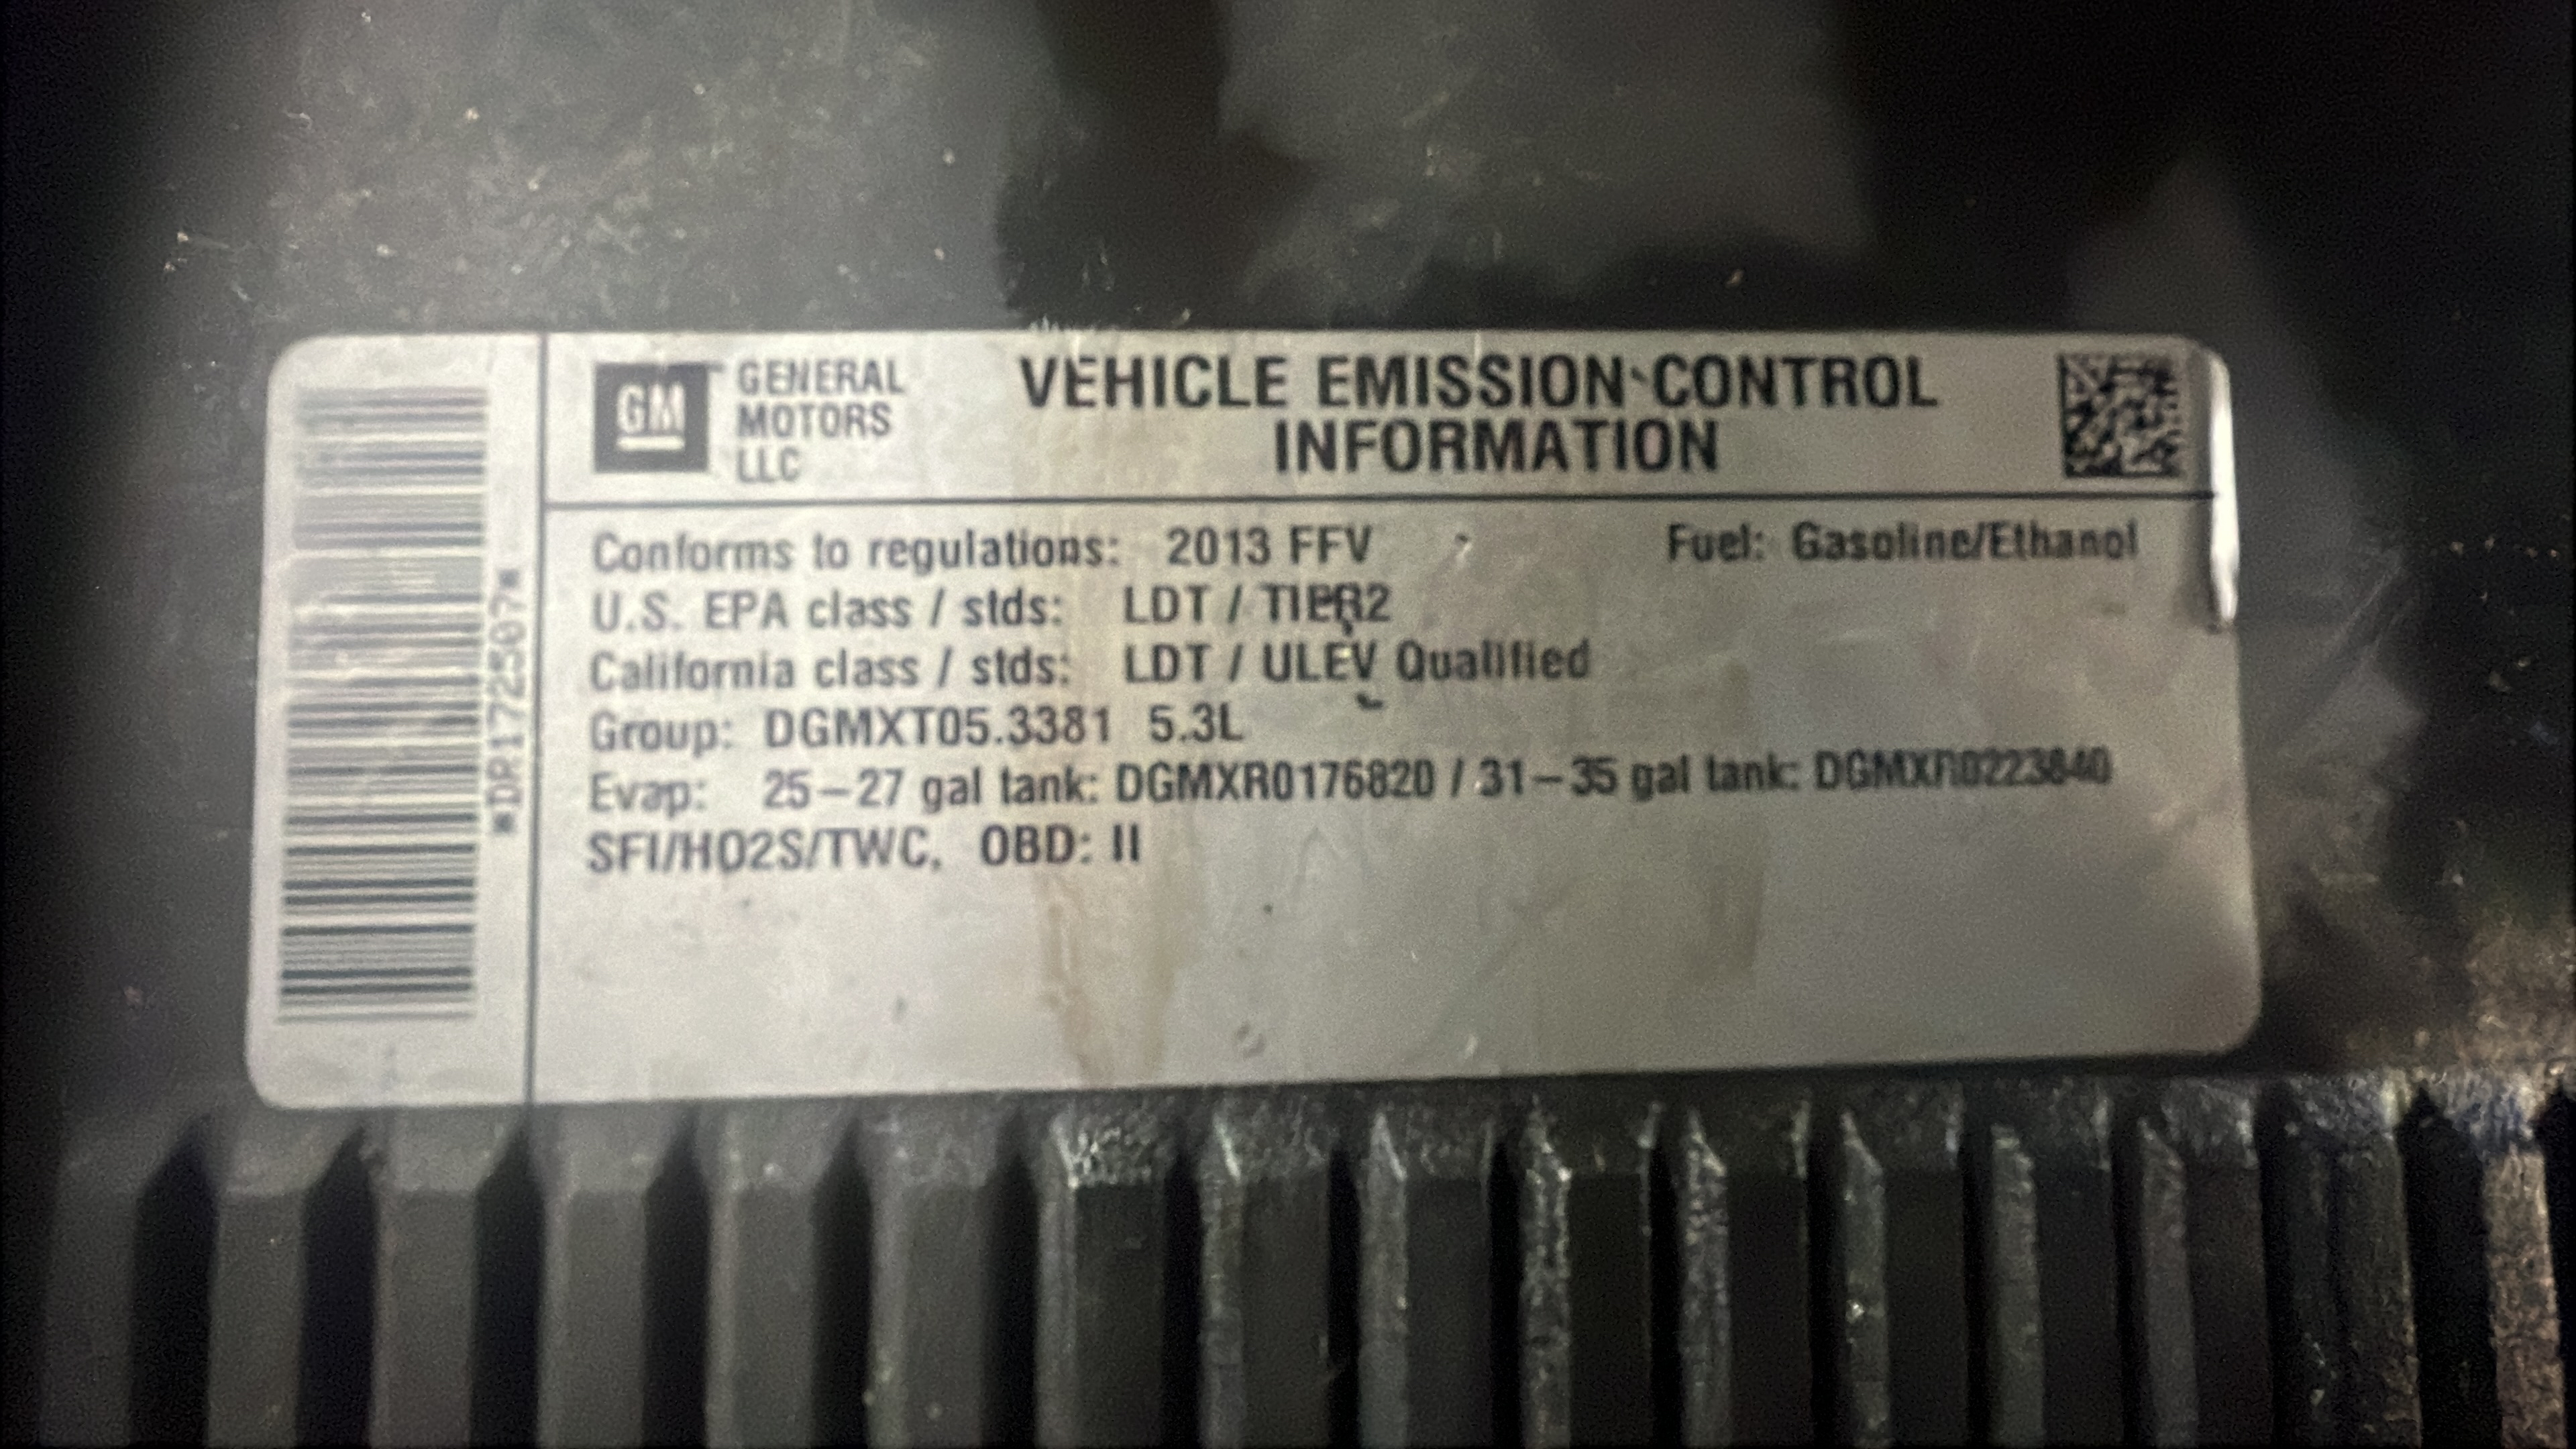 *DR172507*
GM
GENERAL
MOTORS
LLC
VEHICLE EMISSION CONTROL
INFORMATION
Conforms to regulations: 2013 FFV Fuel: Gasoline/Ethanol
U.S. EPA class / stds: LDT / TIER2
California class / stds: LDT / ULEV Qualified
Group: DGMXT05.3381 5.3L
Evap: 25–27 gal tank: DGMXR0176820 / 31–35 gal tank: DGMXR0223840
SFI/HO2S/TWC, OBD: II